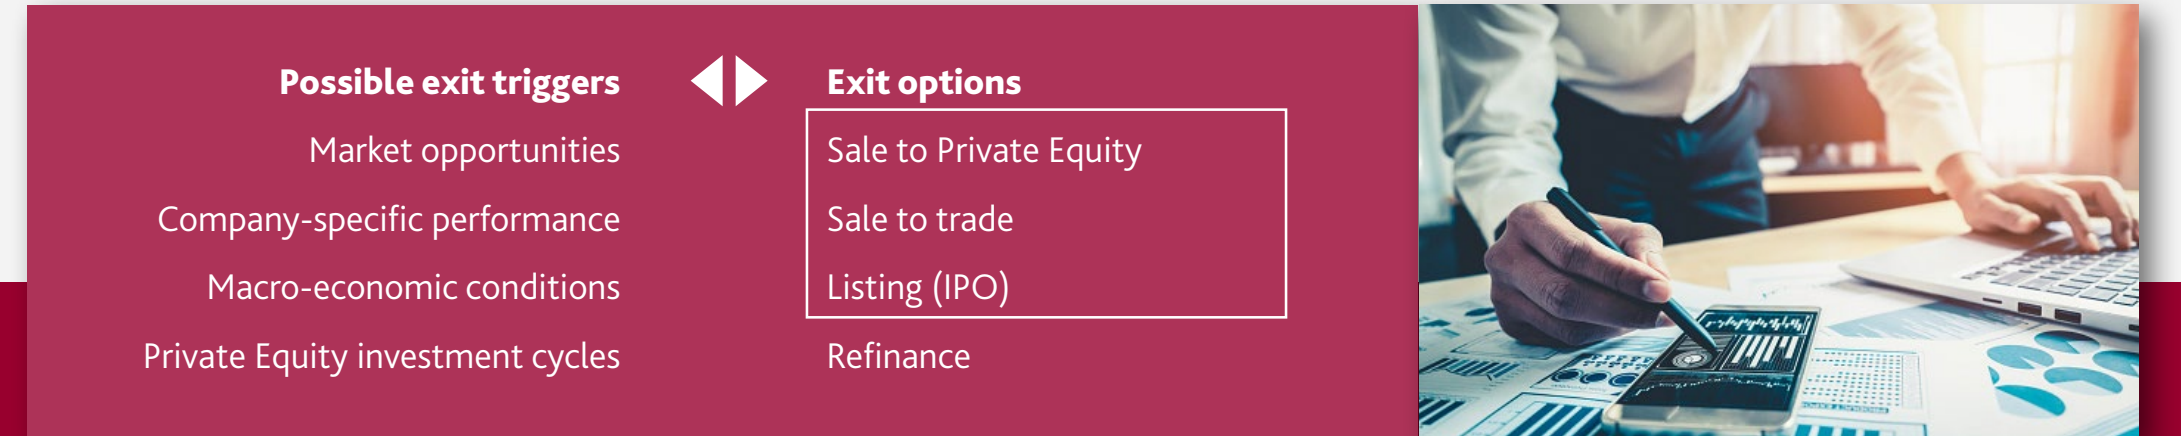 Possible exit triggers
Market opportunities
Company-specific performance
Macro-economic conditions
Private Equity investment cycles
Exit options
Sale to Private Equity
Sale to trade
Listing (IPO)
Refinance